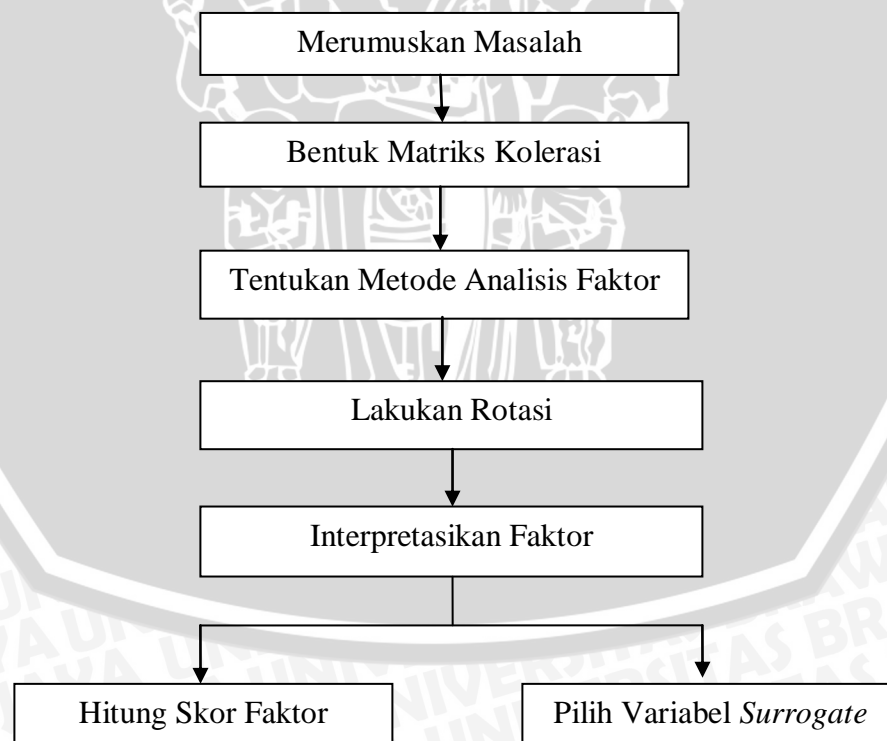 Merumuskan Masalah
Bentuk Matriks Kolerasi
Tentukan Metode Analisis Faktor
Lakukan Rotasi
Interpretasikan Faktor
Hitung Skor Faktor
Pilih Variabel Surrogate